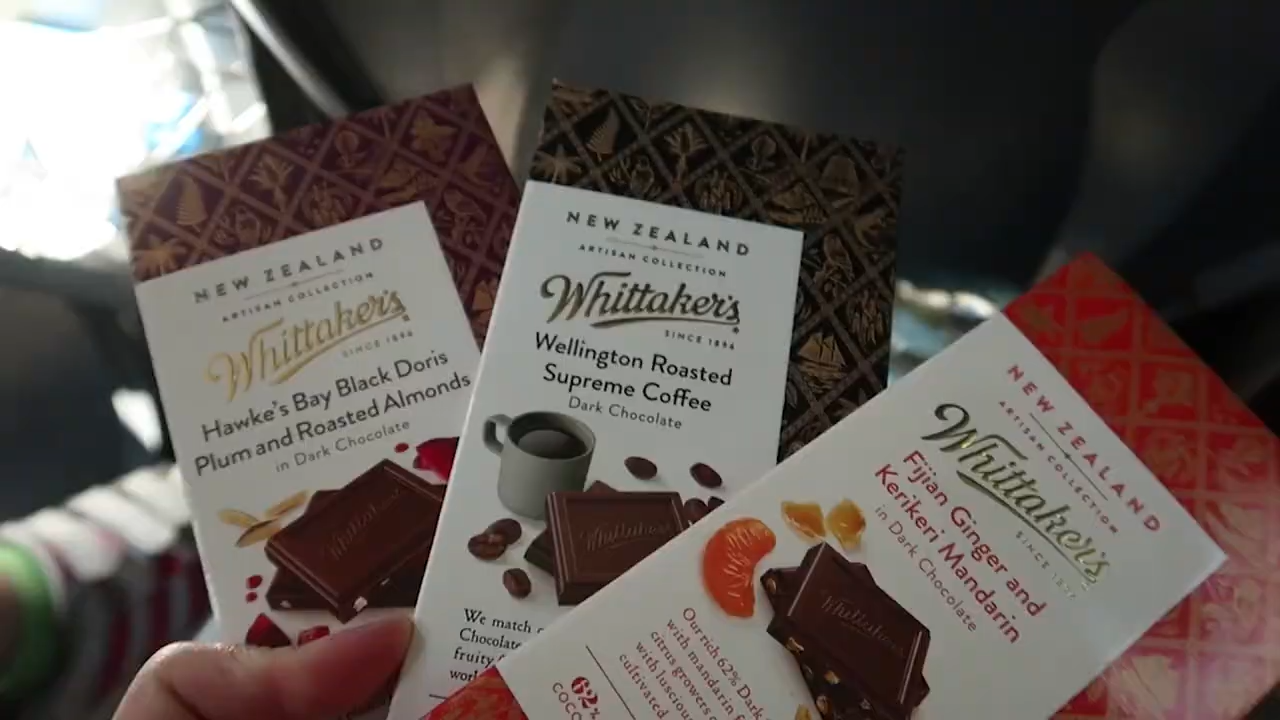 NEW ZEALAND
ARTISAN COLLECTION
Whittaker's
SINCE 1896
Hawke's Bay Black Doris
Plum and Roasted Almonds
in Dark Chocolate
Whittaker's
NEW ZEALAND
ARTISAN COLLECTION
Whittaker's
SINCE 1896
Wellington Roasted
Supreme Coffee
Dark Chocolate
Whittaker's
We match
Chocolate
fruity
NEW ZEALAND
ARTISAN COLLECTION
Whittaker's
SINCE 1896
Fijian Ginger and
Kerikeri Mandarin
in Dark Chocolate
Whittaker's
Our rich 62% Dark
with mandarin
citrus growers
with luscious
cultivated
62%